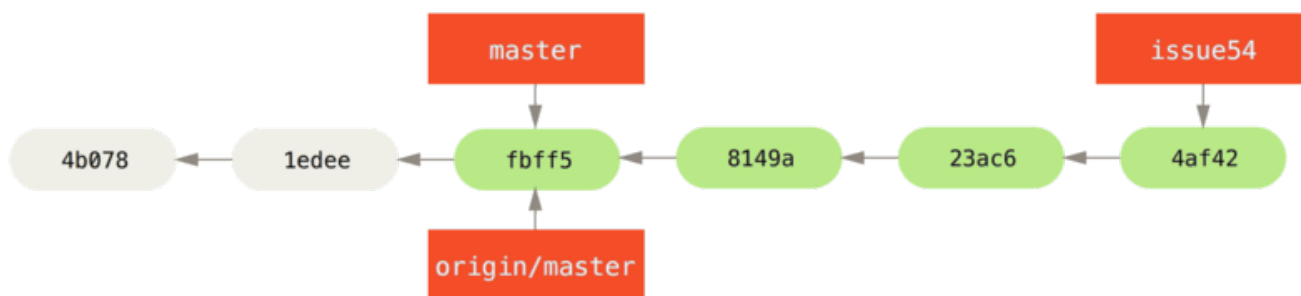 master
issue54
4b078
1edee
fbff5
8149a
23ac6
4af42
origin/master